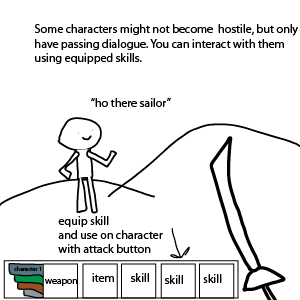 Some characters might not become hostile, but only
have passing dialogue. You can interact with them
using equipped skills.
"ho there sailor"
equip skill
and use on character
with attack button
character 1
weapon
item
skill
skill
skill